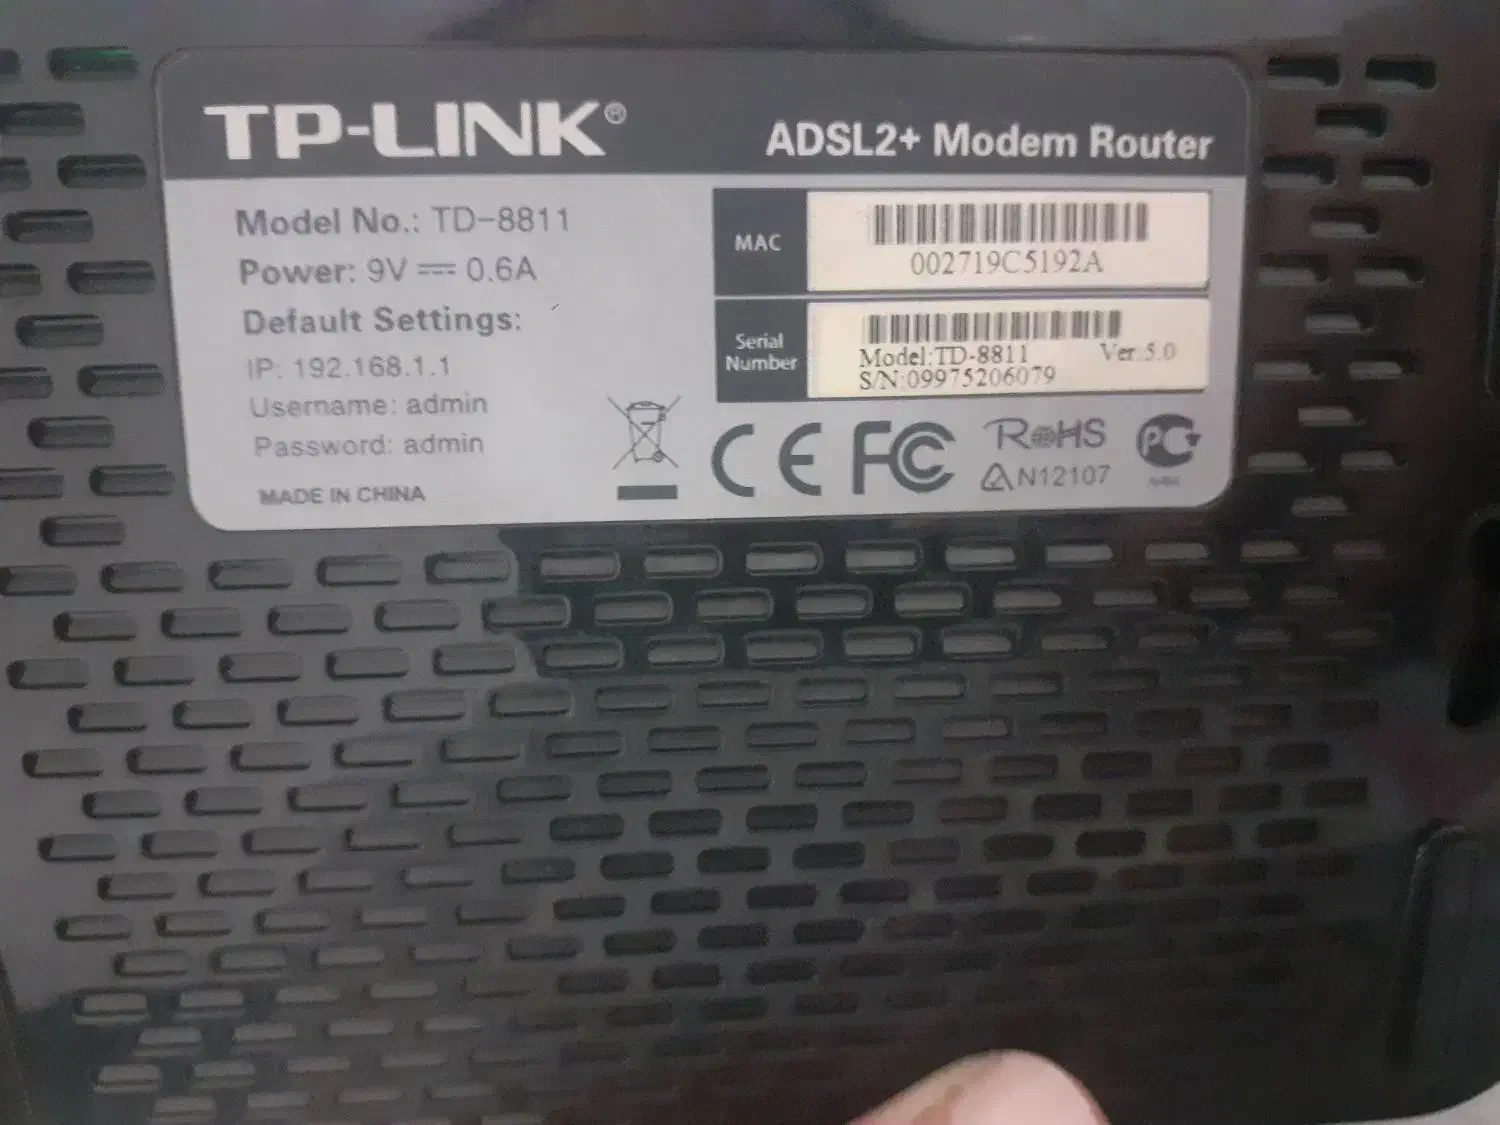 TP-LINK®
ADSL2+ Modem Router
Model No.: TD-8811
Power: 9V ⎓ 0.6A
Default Settings:
IP: 192.168.1.1
Username: admin
Password: admin
MADE IN CHINA
MAC
002719C5192A
Serial
Number
Model:TD-8811 Ver:5.0
S/N:09975206079
CE FC RoHS
N12107